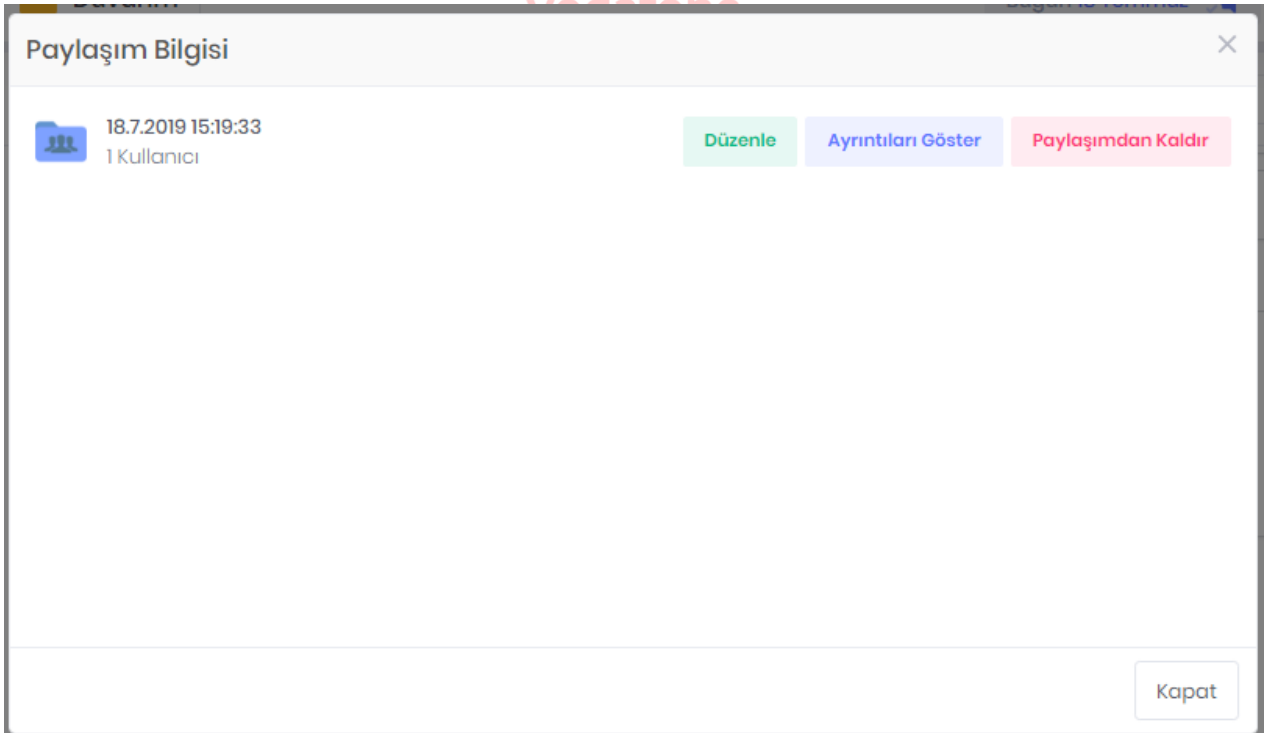 Paylaşım Bilgisi
18.7.2019 15:19:33
1 Kullanıcı
Düzenle
Ayrıntıları Göster
Paylaşımdan Kaldır
Kapat